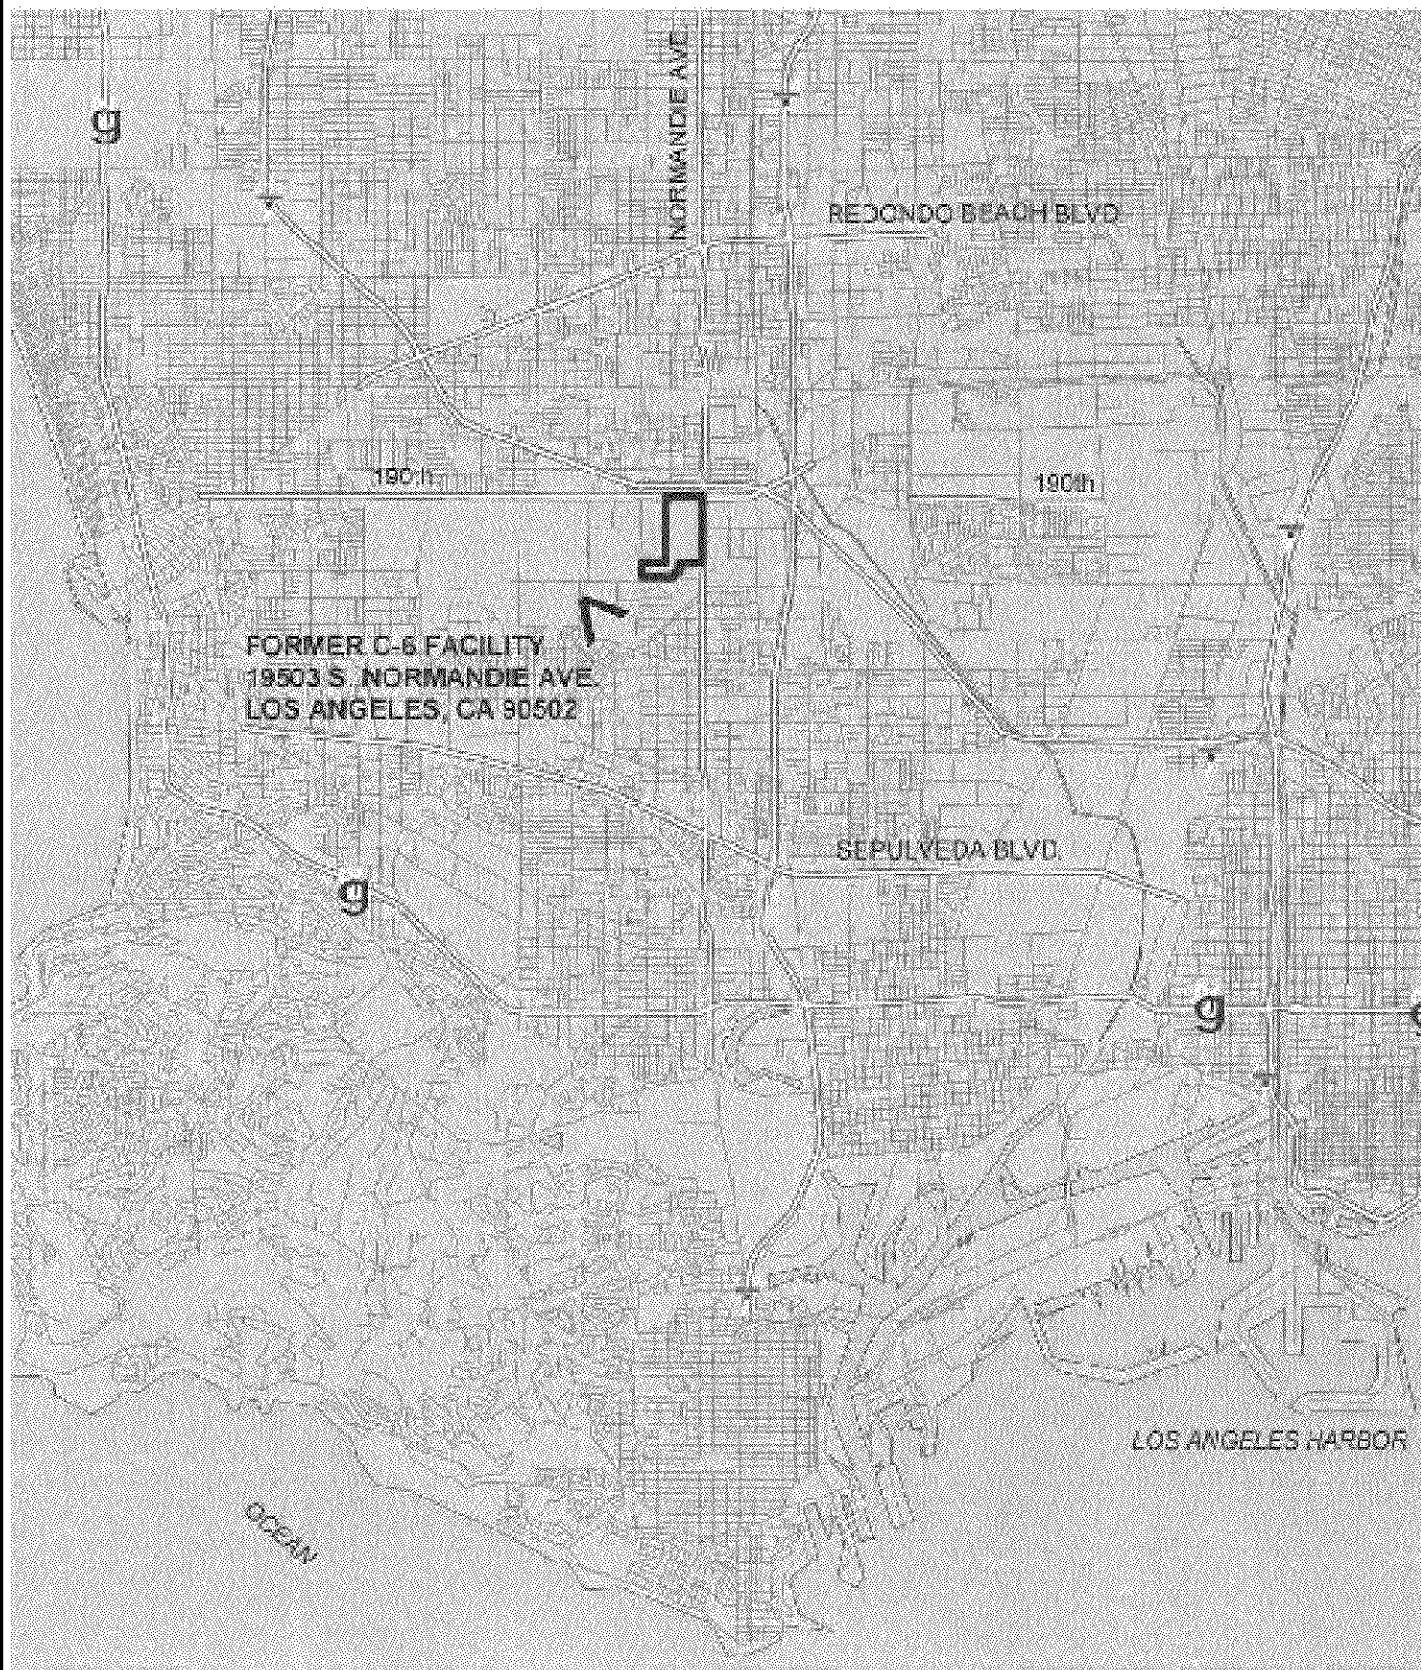 g
NORMANDIE AVE
REDONDO BEACH BLVD.
190th
190th
FORMER C-6 FACILITY
19503 S. NORMANDIE AVE.
LOS ANGELES, CA 90502
SEPULVEDA BLVD.
g
g
g
LOS ANGELES HARBOR
OCEAN